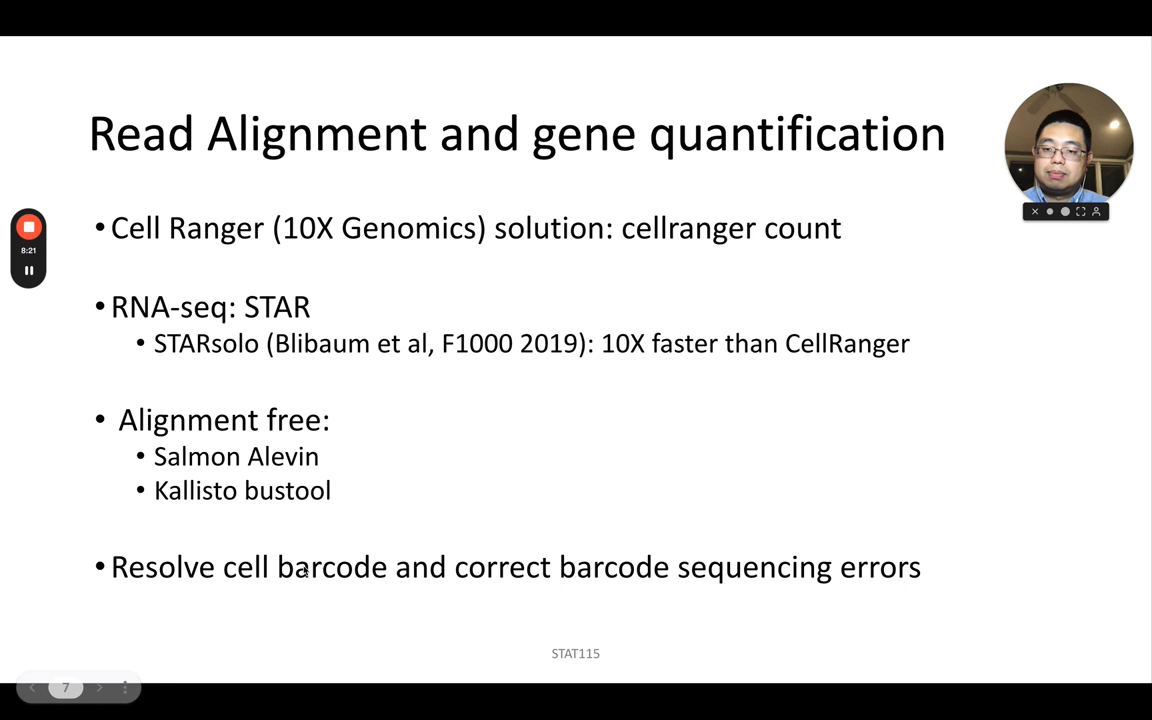 Read Alignment and gene quantification
8:21
• Cell Ranger (10X Genomics) solution: cellranger count
• RNA-seq: STAR
• STARsolo (Blibaum et al, F1000 2019): 10X faster than CellRanger
• Alignment free:
• Salmon Alevin
• Kallisto bustool
• Resolve cell barcode and correct barcode sequencing errors
STAT115
7